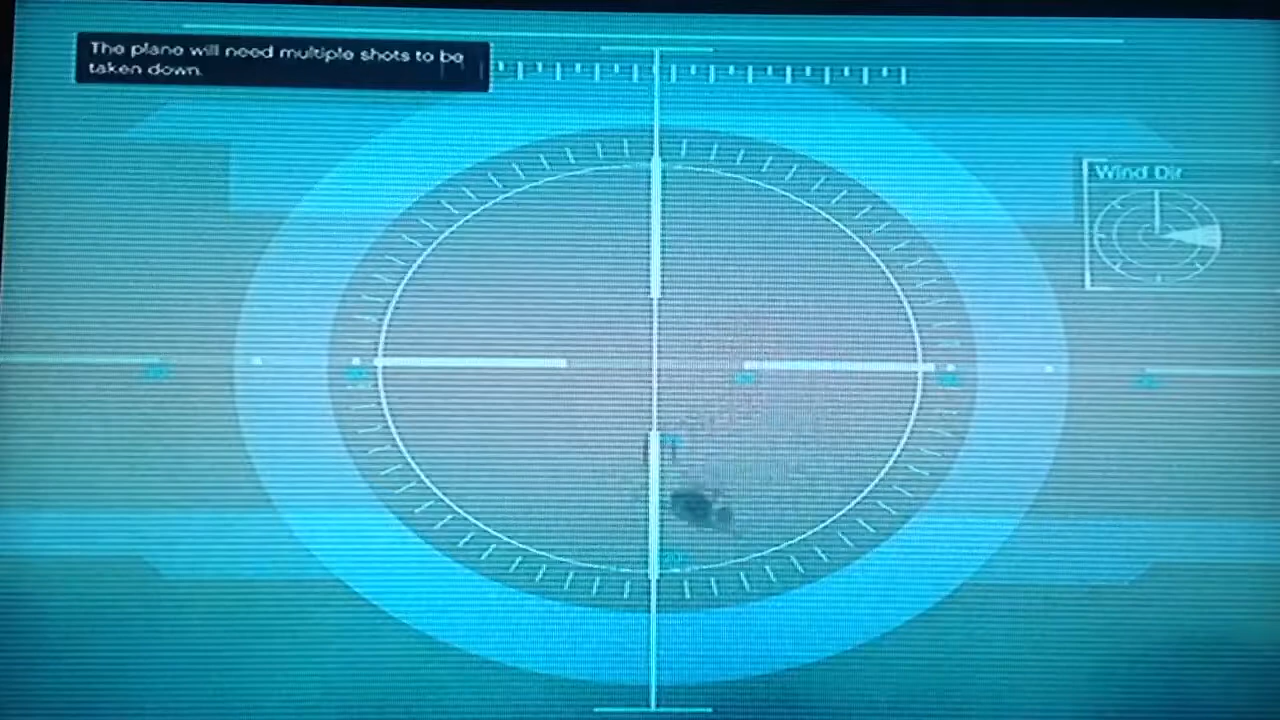 The plane will need multiple shots to be
taken down.
Wind Dir